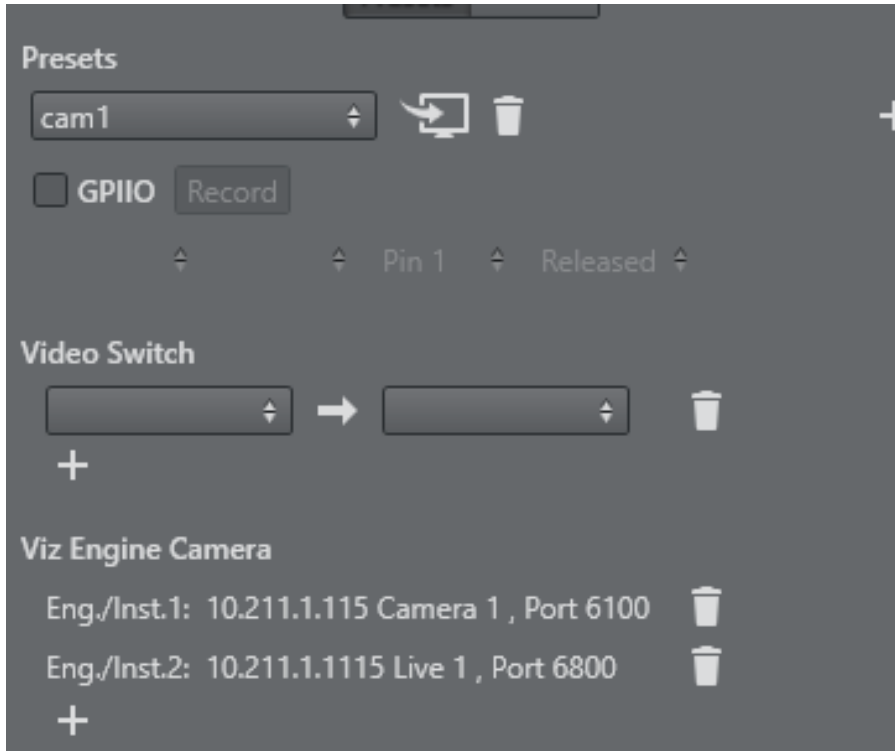 Presets
cam1
GPIIO Record
Pin 1 Released
Video Switch
Viz Engine Camera
Eng./Inst.1: 10.211.1.115 Camera 1 , Port 6100
Eng./Inst.2: 10.211.1.1115 Live 1 , Port 6800